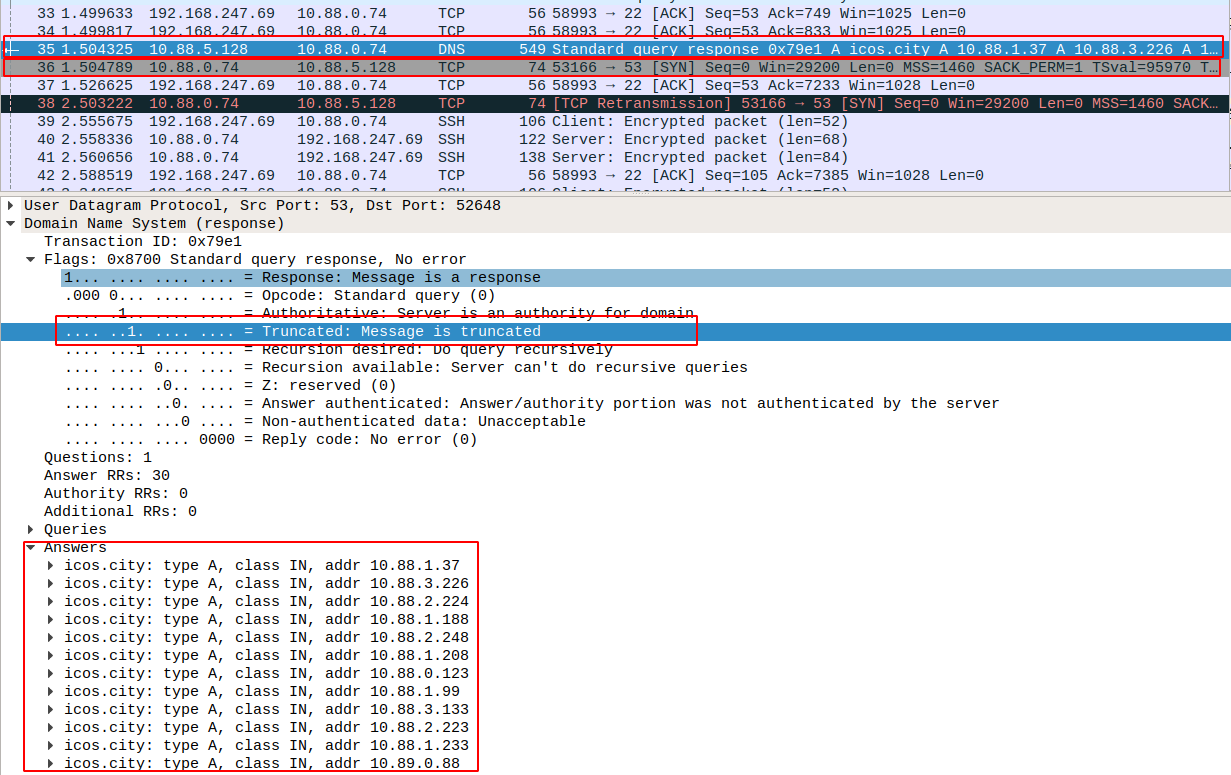 33 1.499633 192.168.247.69 10.88.0.74 TCP 56 58993 → 22 [ACK] Seq=53 Ack=749 Win=1025 Len=0
34 1.499817 192.168.247.69 10.88.0.74 TCP 56 58993 → 22 [ACK] Seq=53 Ack=833 Win=1025 Len=0
35 1.504325 10.88.5.128 10.88.0.74 DNS 549 Standard query response 0x79e1 A icos.city A 10.88.1.37 A 10.88.3.226 A 1…
36 1.504789 10.88.0.74 10.88.5.128 TCP 74 53166 → 53 [SYN] Seq=0 Win=29200 Len=0 MSS=1460 SACK_PERM=1 TSval=95970 T…
37 1.526625 192.168.247.69 10.88.0.74 TCP 56 58993 → 22 [ACK] Seq=53 Ack=7233 Win=1028 Len=0
38 2.503222 10.88.0.74 10.88.5.128 TCP 74 [TCP Retransmission] 53166 → 53 [SYN] Seq=0 Win=29200 Len=0 MSS=1460 SACK…
39 2.555675 192.168.247.69 10.88.0.74 SSH 106 Client: Encrypted packet (len=52)
40 2.558336 10.88.0.74 192.168.247.69 SSH 122 Server: Encrypted packet (len=68)
41 2.560656 10.88.0.74 192.168.247.69 SSH 138 Server: Encrypted packet (len=84)
42 2.588519 192.168.247.69 10.88.0.74 TCP 56 58993 → 22 [ACK] Seq=105 Ack=7385 Win=1028 Len=0
User Datagram Protocol, Src Port: 53, Dst Port: 52648
Domain Name System (response)
Transaction ID: 0x79e1
Flags: 0x8700 Standard query response, No error
1... .... .... .... = Response: Message is a response
.000 0... .... .... = Opcode: Standard query (0)
.... .1.. .... .... = Authoritative: Server is an authority for domain
.... ..1. .... .... = Truncated: Message is truncated
.... ...1 .... .... = Recursion desired: Do query recursively
.... .... 0... .... = Recursion available: Server can't do recursive queries
.... .... .0.. .... = Z: reserved (0)
.... .... ..0. .... = Answer authenticated: Answer/authority portion was not authenticated by the server
.... .... ...0 .... = Non-authenticated data: Unacceptable
.... .... .... 0000 = Reply code: No error (0)
Questions: 1
Answer RRs: 30
Authority RRs: 0
Additional RRs: 0
Queries
Answers
icos.city: type A, class IN, addr 10.88.1.37
icos.city: type A, class IN, addr 10.88.3.226
icos.city: type A, class IN, addr 10.88.2.224
icos.city: type A, class IN, addr 10.88.1.188
icos.city: type A, class IN, addr 10.88.2.248
icos.city: type A, class IN, addr 10.88.1.208
icos.city: type A, class IN, addr 10.88.0.123
icos.city: type A, class IN, addr 10.88.1.99
icos.city: type A, class IN, addr 10.88.3.133
icos.city: type A, class IN, addr 10.88.2.223
icos.city: type A, class IN, addr 10.88.1.233
icos.city: type A, class IN, addr 10.89.0.88